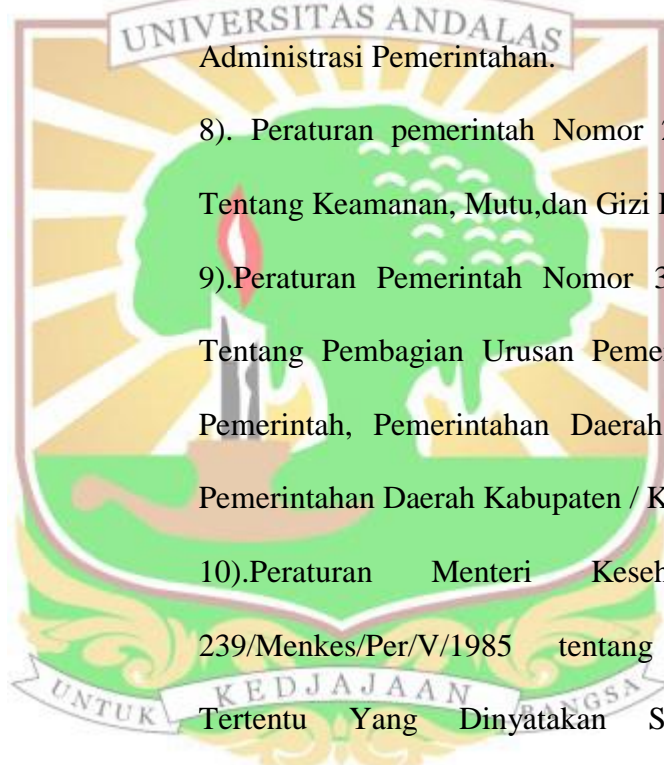 UNIVERSITAS ANDALAS
Administrasi Pemerintahan.
8). Peraturan pemerintah Nomor
Tentang Keamanan, Mutu,dan Gizi
9).Peraturan Pemerintah Nomor 3
Tentang Pembagian Urusan Peme
Pemerintah, Pemerintahan Daerah
Pemerintahan Daerah Kabupaten / K
10).Peraturan Menteri Keseh
239/Menkes/Per/V/1985 tentang
Tertentu Yang Dinyatakan S
UNTUK KEDJAJAAN BANGSA